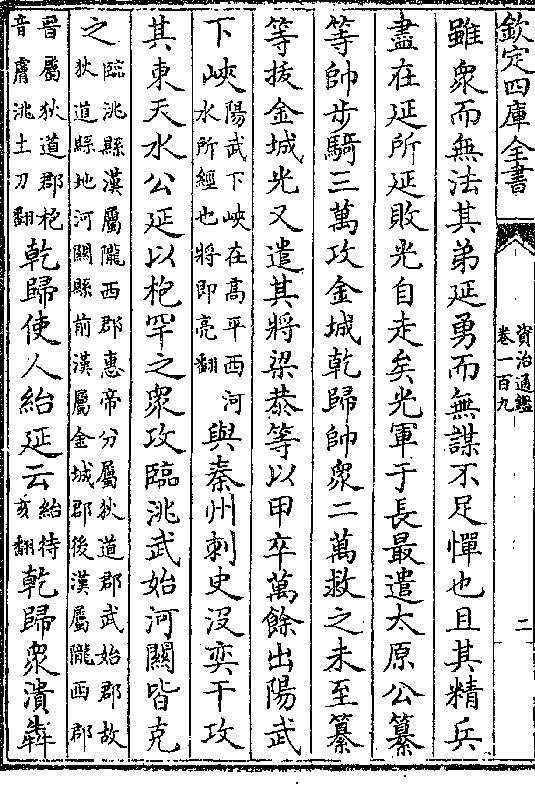 欽定四庫全書
資治通鑑
卷一百九
二
雖衆而無法其弟延勇而無謀不足憚也且其精兵
盡在延所延敗光自走矣光軍于長最遣太原公纂
等帥步騎三萬攻金城乾歸帥衆二萬救之未至纂
等拔金城光又遣其將梁恭等以甲卒萬餘出陽武
下峽陽武下峽在高平西河
水所經也將即亮翻與秦州刺史没奕干攻
其東天水公延以枹罕之衆攻臨洮武始河關皆克
之臨洮縣漢屬隴西郡惠帝分屬狄道郡武始郡故
狄道縣地河關縣前漢屬金城郡後漢屬隴西郡
晉屬狄道郡枹
音膚洮土刀翻乾歸使人紿延云紿待
亥翻乾歸衆潰犇